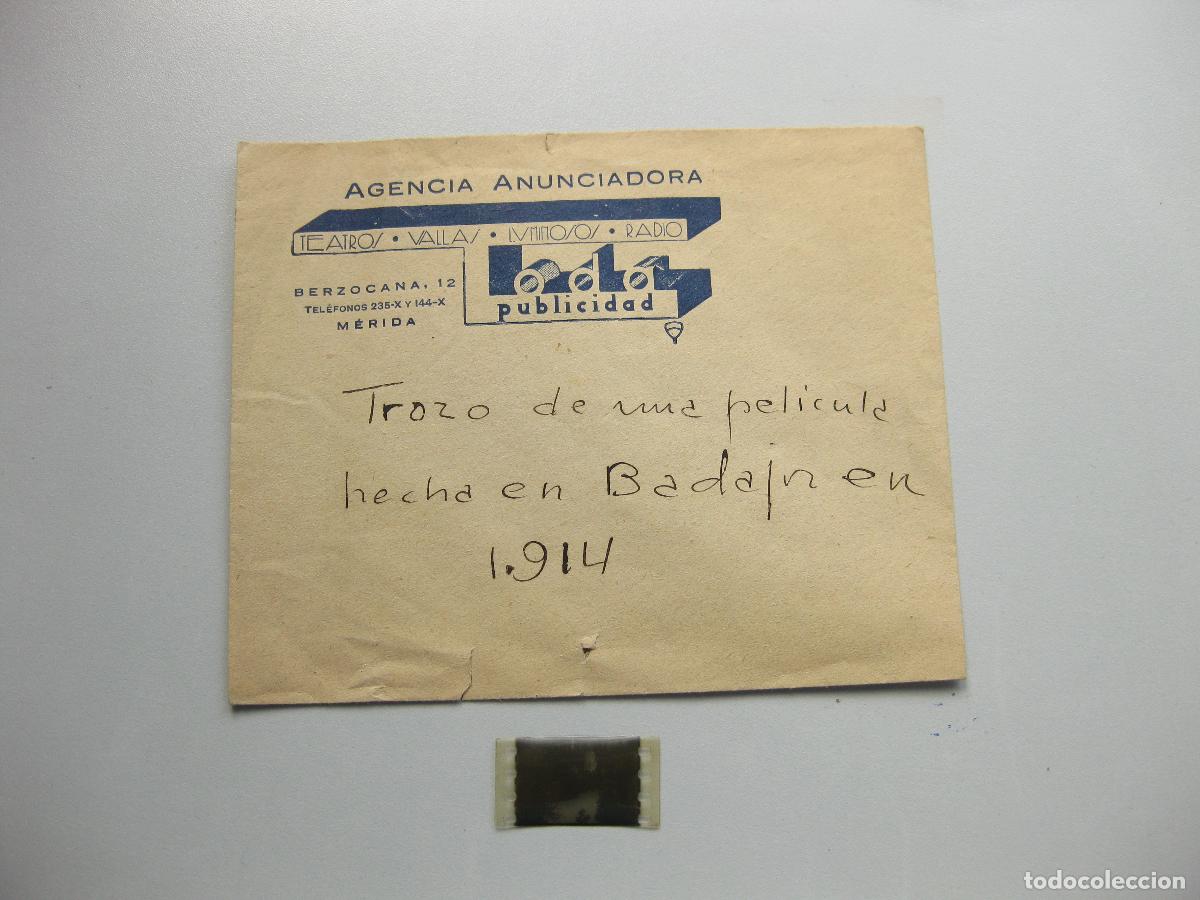 AGENCIA ANUNCIADORA
TEATROS • VALLAS • LVMINOSOS • RADIO
BERZOCANA, 12
TELÉFONOS 235-X Y 144-X
MÉRIDA
publicidad
Trozo de una pelicula
hecha en Badajoz en
1.914
todocoleccion